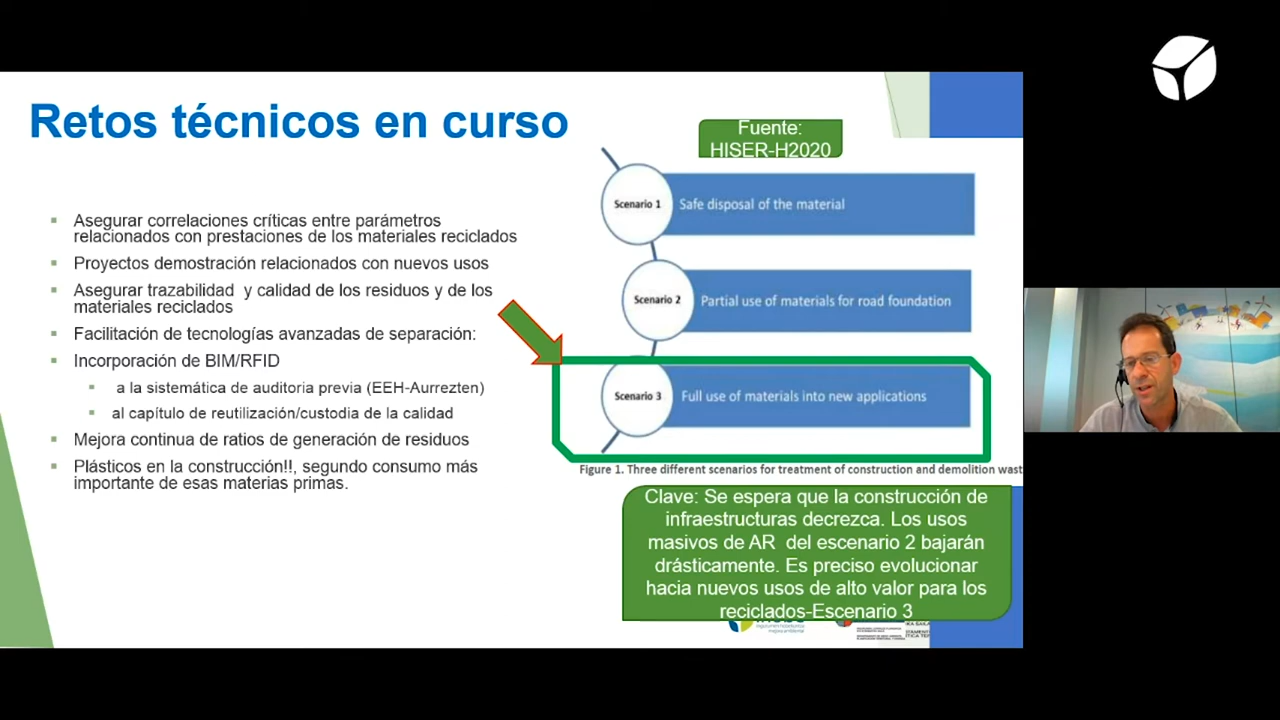 Retos técnicos en curso
Asegurar correlaciones críticas entre parámetros
relacionados con prestaciones de los materiales reciclados
Proyectos demostración relacionados con nuevos usos
Asegurar trazabilidad y calidad de los residuos y de los
materiales reciclados
Facilitación de tecnologías avanzadas de separación:
Incorporación de BIM/RFID
a la sistemática de auditoria previa (EEH-Aurrezten)
al capítulo de reutilización/custodia de la calidad
Mejora continua de ratios de generación de residuos
Plásticos en la construcción!!, segundo consumo más
importante de esas materias primas.
Fuente:
HISER-H2020
Scenario 1 Safe disposal of the material
Scenario 2 Partial use of materials for road foundation
Scenario 3 Full use of materials into new applications
Figure 1. Three different scenarios for treatment of construction and demolition wast
Clave: Se espera que la construcción de
infraestructuras decrezca. Los usos
masivos de AR del escenario 2 bajarán
drásticamente. Es preciso evolucionar
hacia nuevos usos de alto valor para los
reciclados-Escenario 3